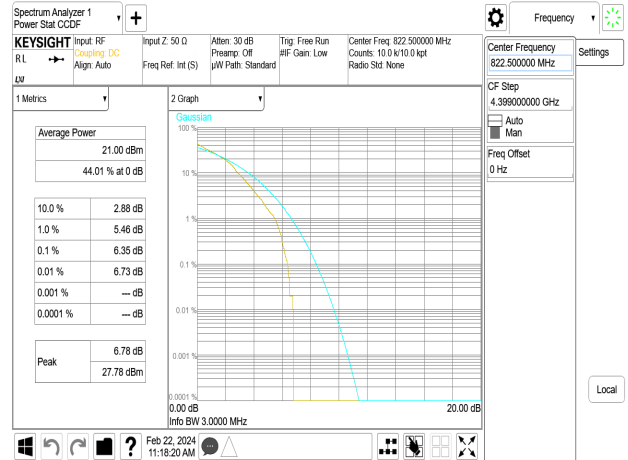 Spectrum Analyzer 1
Power Stat CCDF
Frequency
KEYSIGHT
RL
LXI
Input: RF
Coupling: DC
Align: Auto
Input Z: 50 Ω
Freq Ref: Int (S)
Atten: 30 dB
Preamp: Off
µW Path: Standard
Trig: Free Run
#IF Gain: Low
Center Freq: 822.500000 MHz
Counts: 10.0 k/10.0 kpt
Radio Std: None
Center Frequency
822.500000 MHz
Settings
CF Step
4.399000000 GHz
Auto
Man
Freq Offset
0 Hz
1 Metrics
2 Graph
Average Power
21.00 dBm
44.01 % at 0 dB
10.0 % 2.88 dB
1.0 % 5.46 dB
0.1 % 6.35 dB
0.01 % 6.73 dB
0.001 % --- dB
0.0001 % --- dB
Peak
6.78 dB
27.78 dBm
Gaussian
100 %
10 %
1 %
0.1 %
0.01 %
0.001 %
0.0001 %
0.00 dB 20.00 dB
Info BW 3.0000 MHz
Local
Feb 22, 2024
11:18:20 AM